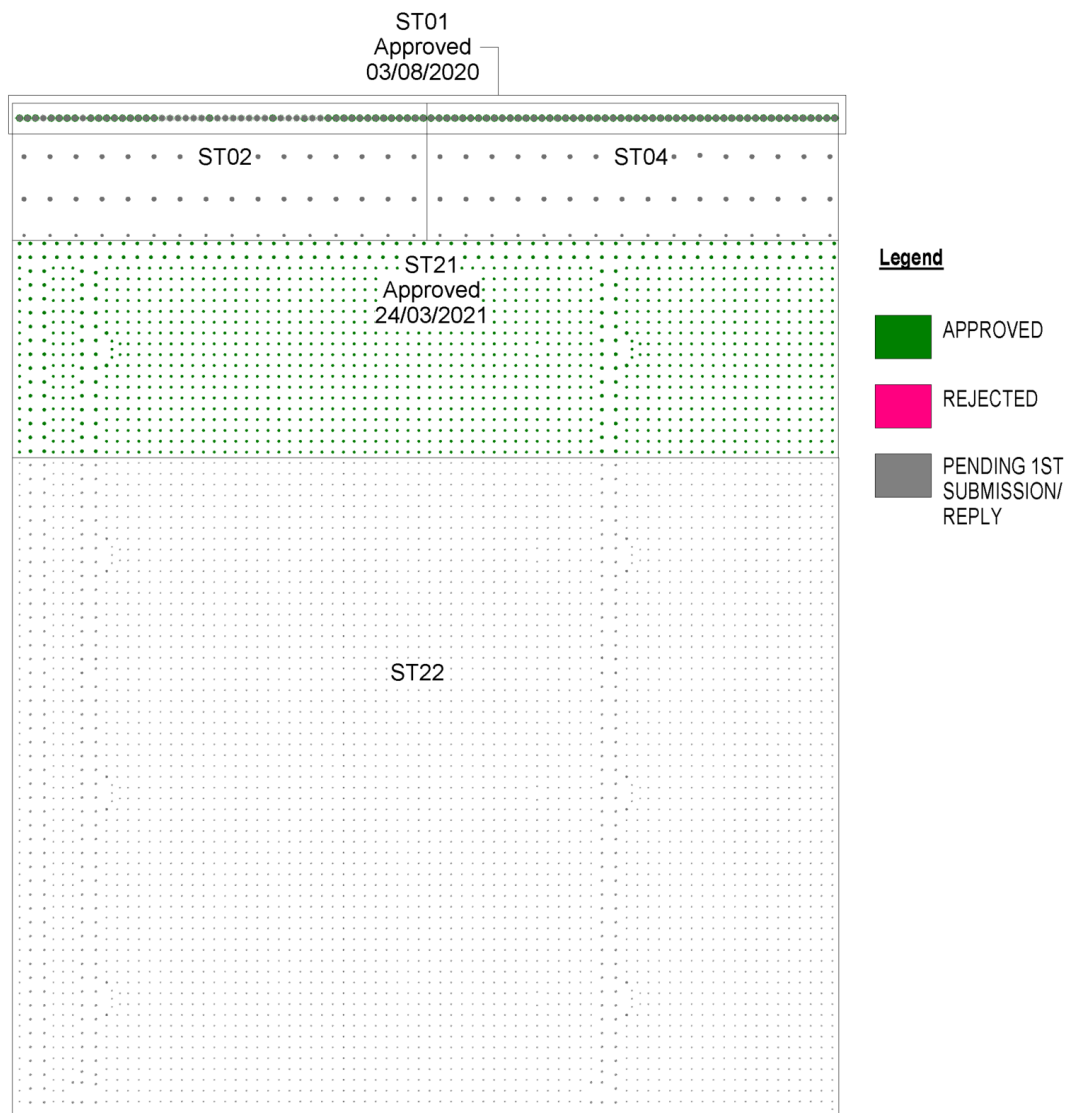 ST01
Approved
03/08/2020
ST02
ST04
ST21
Approved
24/03/2021
ST22
Legend
APPROVED
REJECTED
PENDING 1ST
SUBMISSION/
REPLY